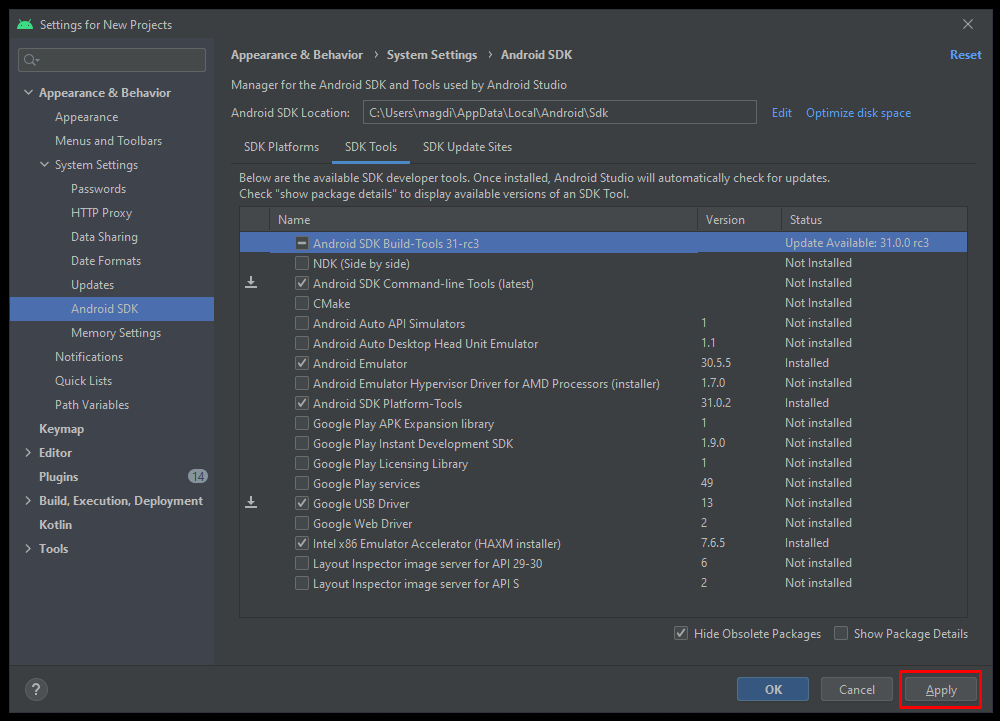 Settings for New Projects
Appearance & Behavior › System Settings › Android SDK
Reset
Manager for the Android SDK and Tools used by Android Studio
Android SDK Location: C:\Users\magdi\AppData\Local\Android\Sdk Edit Optimize disk space
Appearance & Behavior
Appearance
Menus and Toolbars
System Settings
Passwords
HTTP Proxy
Data Sharing
Date Formats
Updates
Android SDK
Memory Settings
Notifications
Quick Lists
Path Variables
Keymap
Editor
Plugins 14
Build, Execution, Deployment
Kotlin
Tools
SDK Platforms SDK Tools SDK Update Sites
Below are the available SDK developer tools. Once installed, Android Studio will automatically check for updates.
Check "show package details" to display available versions of an SDK Tool.
Name Version Status
Android SDK Build-Tools 31-rc3 Update Available: 31.0.0 rc3
NDK (Side by side) Not Installed
Android SDK Command-line Tools (latest) Not Installed
CMake Not Installed
Android Auto API Simulators 1 Not installed
Android Auto Desktop Head Unit Emulator 1.1 Not installed
Android Emulator 30.5.5 Installed
Android Emulator Hypervisor Driver for AMD Processors (installer) 1.7.0 Not installed
Android SDK Platform-Tools 31.0.2 Installed
Google Play APK Expansion library 1 Not installed
Google Play Instant Development SDK 1.9.0 Not installed
Google Play Licensing Library 1 Not installed
Google Play services 49 Not installed
Google USB Driver 13 Not installed
Google Web Driver 2 Not installed
Intel x86 Emulator Accelerator (HAXM installer) 7.6.5 Installed
Layout Inspector image server for API 29-30 6 Not installed
Layout Inspector image server for API S 2 Not installed
Hide Obsolete Packages Show Package Details
? OK Cancel Apply